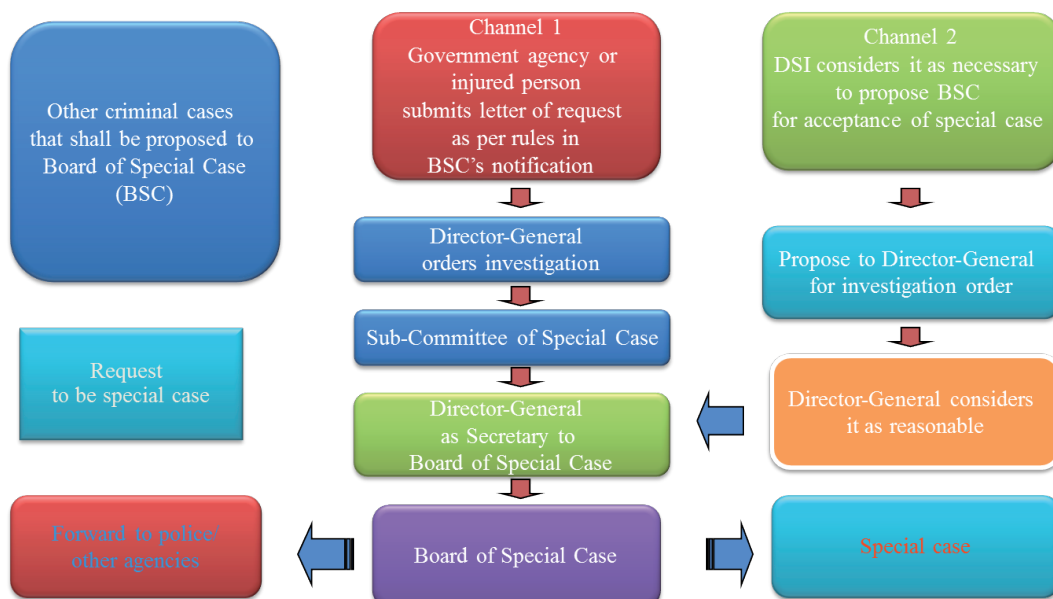 Other criminal cases
that shall be proposed to
Board of Special Case
(BSC)
Channel 1
Government agency or
injured person
submits letter of request
as per rules in
BSC’s notification
Channel 2
DSI considers it as necessary
to propose BSC
for acceptance of special case
Director-General
orders investigation
Propose to Director-General
for investigation order
Sub-Committee of Special Case
Request
to be special case
Director-General
as Secretary to
Board of Special Case
Director-General considers
it as reasonable
Forward to police/
other agencies
Board of Special Case
Special case